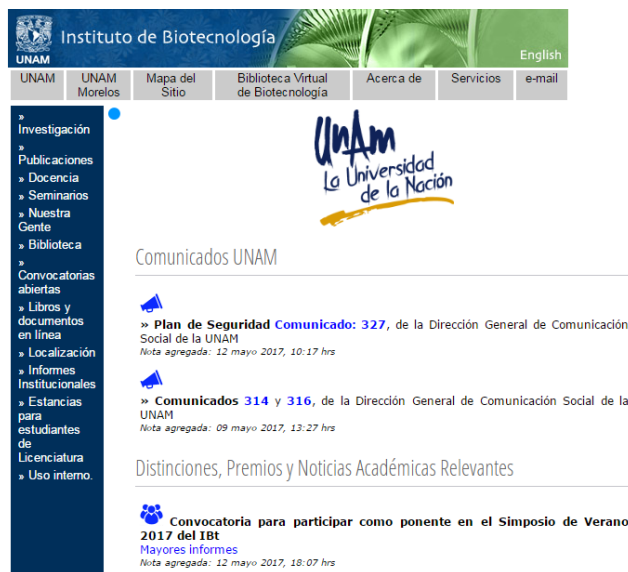 Instituto de Biotecnología
UNAM
English
UNAM
UNAM
Morelos
Mapa del
Sitio
Biblioteca Virtual
de Biotecnología
Acerca de
Servicios
e-mail
»
Investigación
»
Publicaciones
» Docencia
» Seminarios
» Nuestra
Gente
» Biblioteca
»
Convocatorias
abiertas
» Libros y
documentos
en línea
» Localización
» Informes
Institucionales
» Estancias
para
estudiantes
de
Licenciatura
» Uso interno.
UnAm
La Universidad
de la Nación
Comunicados UNAM
» Plan de Seguridad Comunicado: 327, de la Dirección General de Comunicación
Social de la UNAM
Nota agregada: 12 mayo 2017, 10:17 hrs
» Comunicados 314 y 316, de la Dirección General de Comunicación Social de la
UNAM
Nota agregada: 09 mayo 2017, 13:27 hrs
Distinciones, Premios y Noticias Académicas Relevantes
Convocatoria para participar como ponente en el Simposio de Verano
2017 del IBt
Mayores informes
Nota agregada: 12 mayo 2017, 18:07 hrs